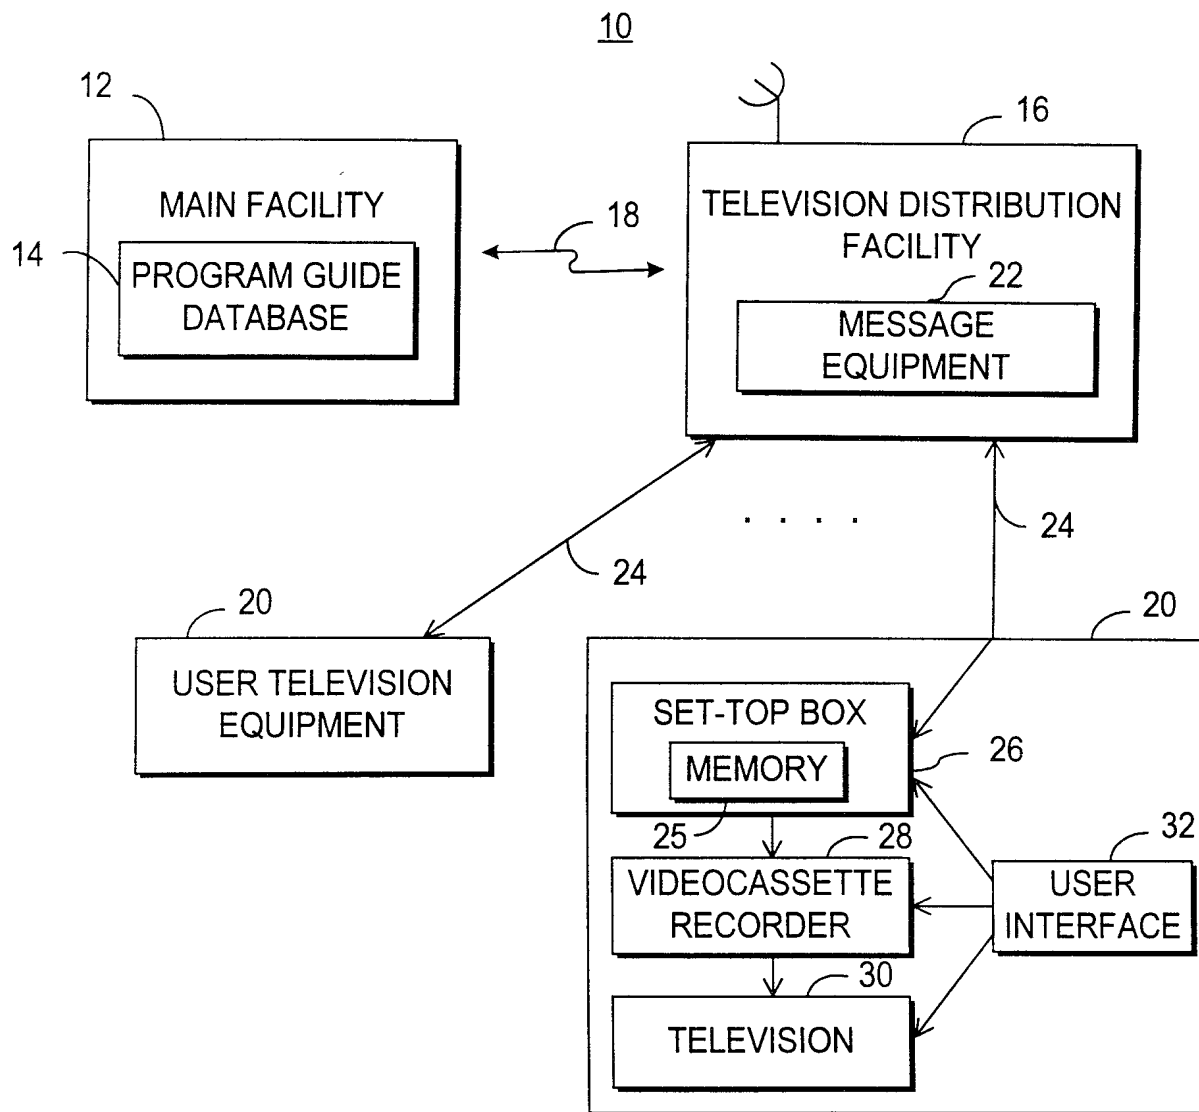 10
12
16
MAIN FACILITY
14
PROGRAM GUIDE
DATABASE
18
TELEVISION DISTRIBUTION
FACILITY
22
MESSAGE
EQUIPMENT
. . . .
24
24
20
USER TELEVISION
EQUIPMENT
20
SET-TOP BOX
MEMORY
26
25
28
VIDEOCASSETTE
RECORDER
32
USER
INTERFACE
30
TELEVISION